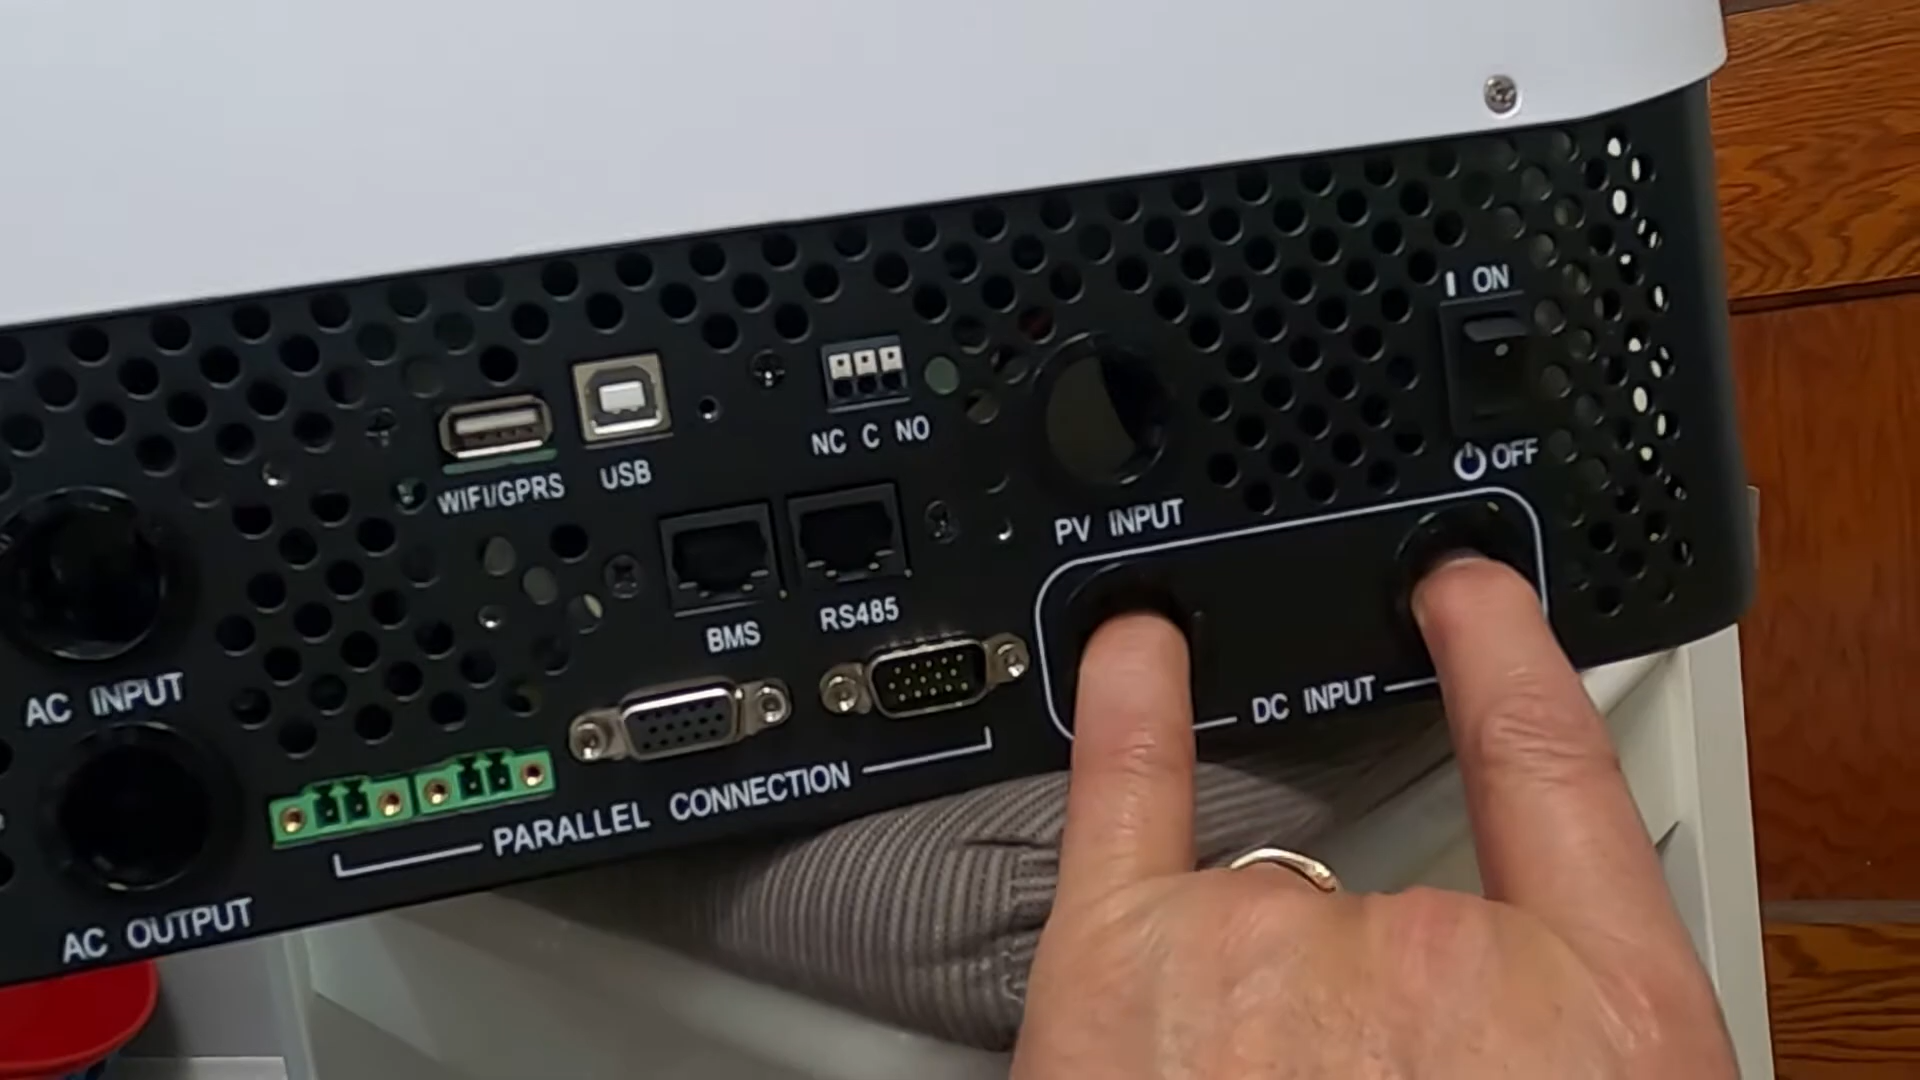 ON
OFF
NC C NO
USB
WIFI/GPRS
PV INPUT
BMS
RS485
AC INPUT
DC INPUT
PARALLEL CONNECTION
AC OUTPUT